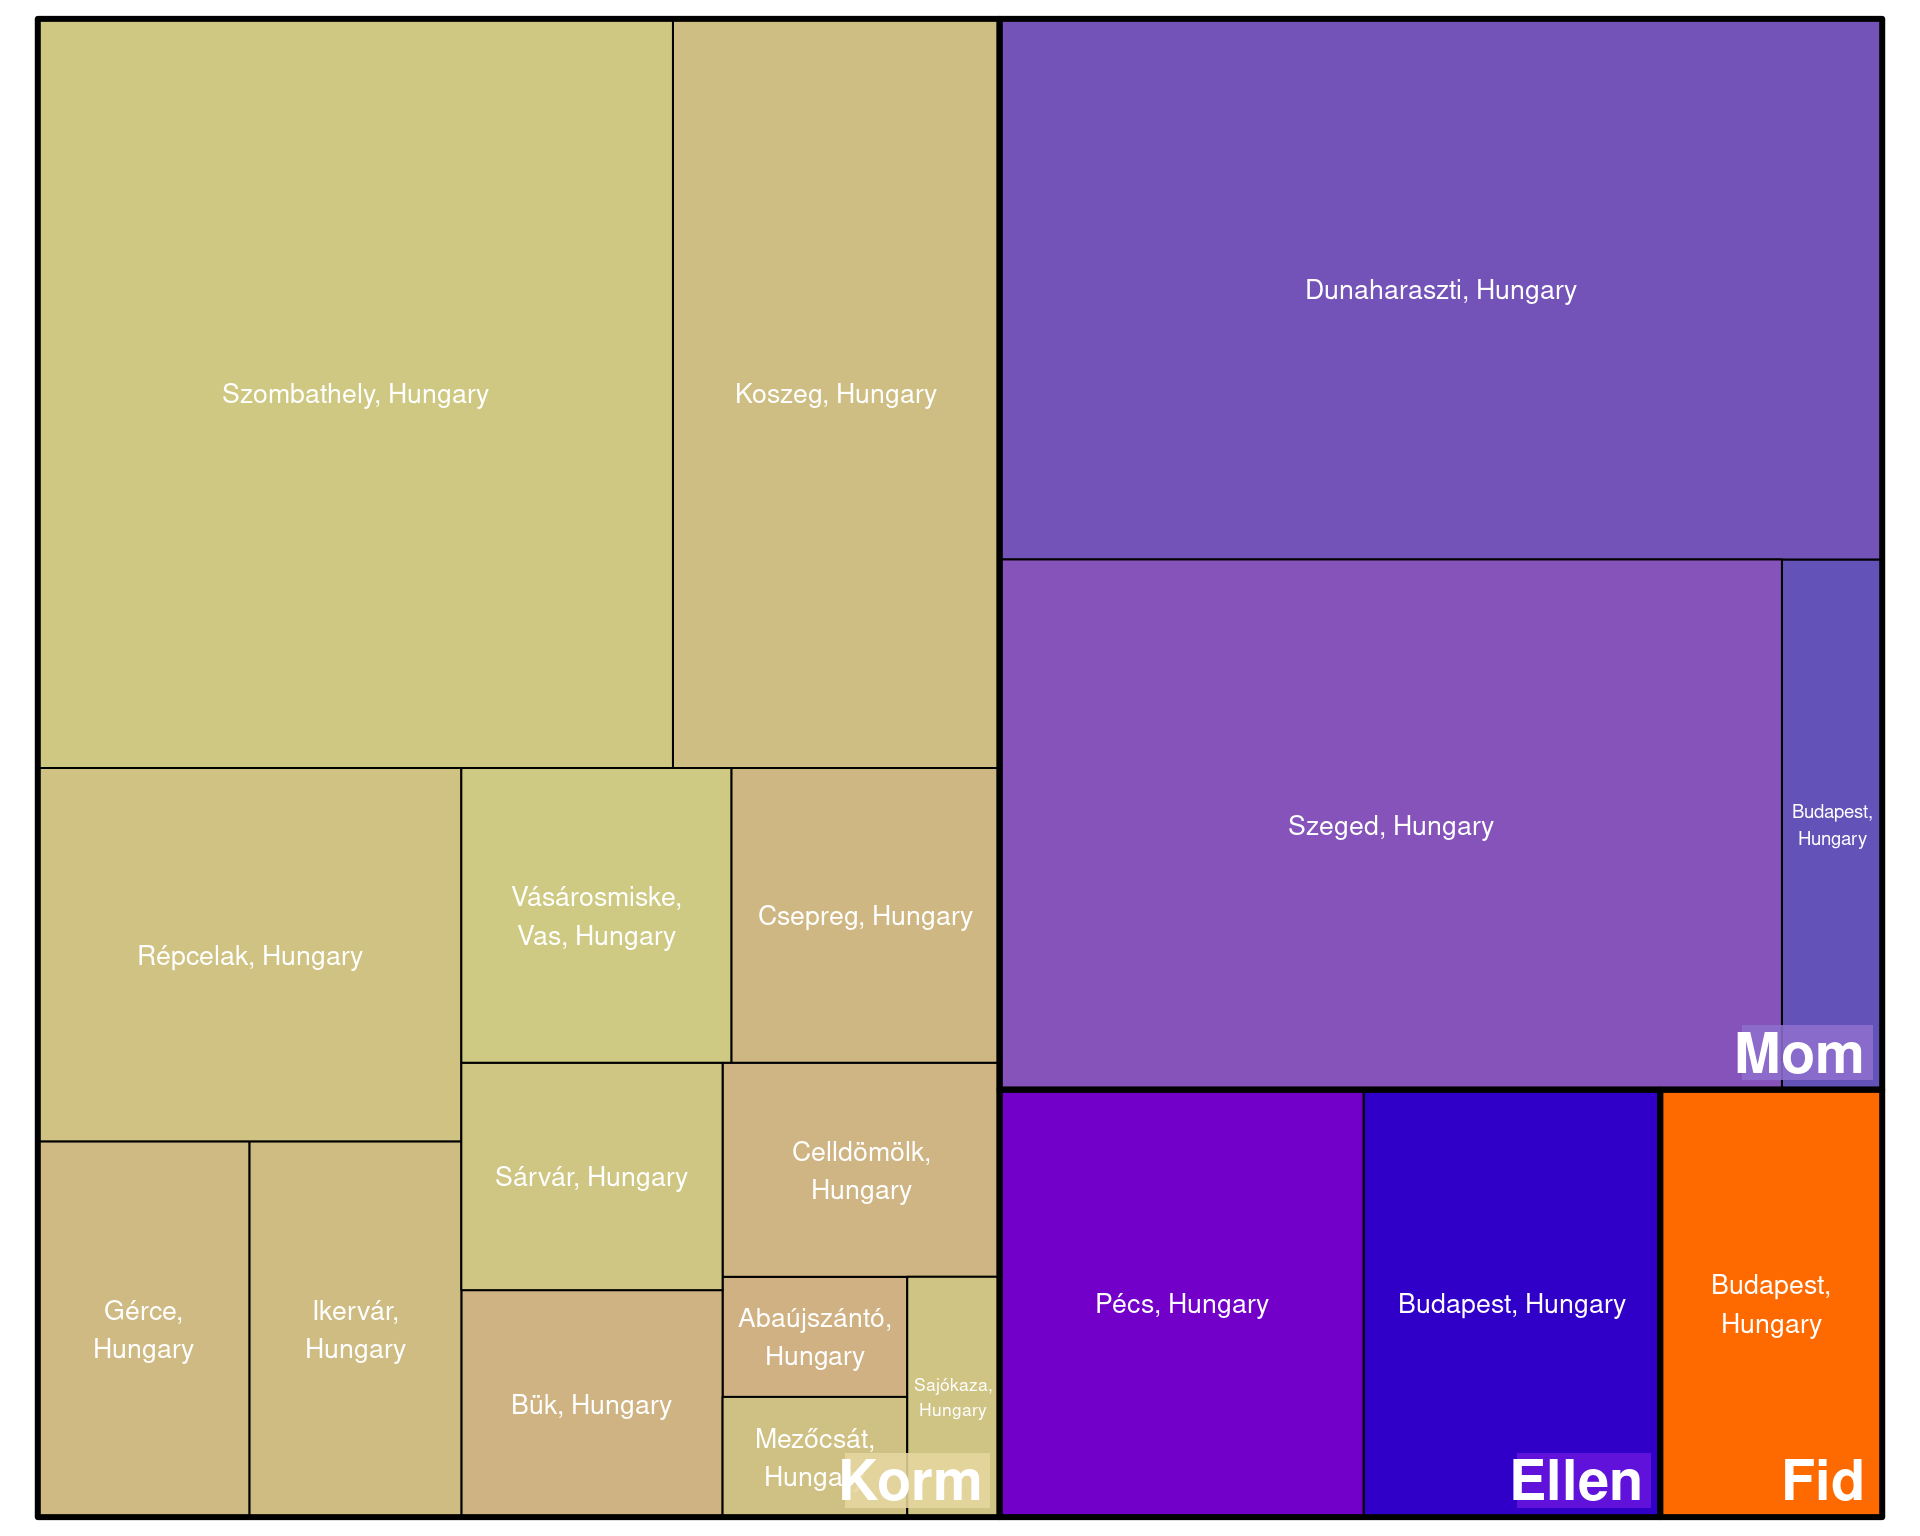 Szombathely, Hungary
Koszeg, Hungary
Répcelak, Hungary
Vásárosmiske,
Vas, Hungary
Csepreg, Hungary
Gérce,
Hungary
Ikervár,
Hungary
Sárvár, Hungary
Celldömölk,
Hungary
Bük, Hungary
Abaújszántó,
Hungary
Mezőcsát,
Hunga
Sajókaza,
Hungary
Korm
Dunaharaszti, Hungary
Szeged, Hungary
Budapest,
Hungary
Mom
Pécs, Hungary
Budapest, Hungary
Ellen
Budapest,
Hungary
Fid